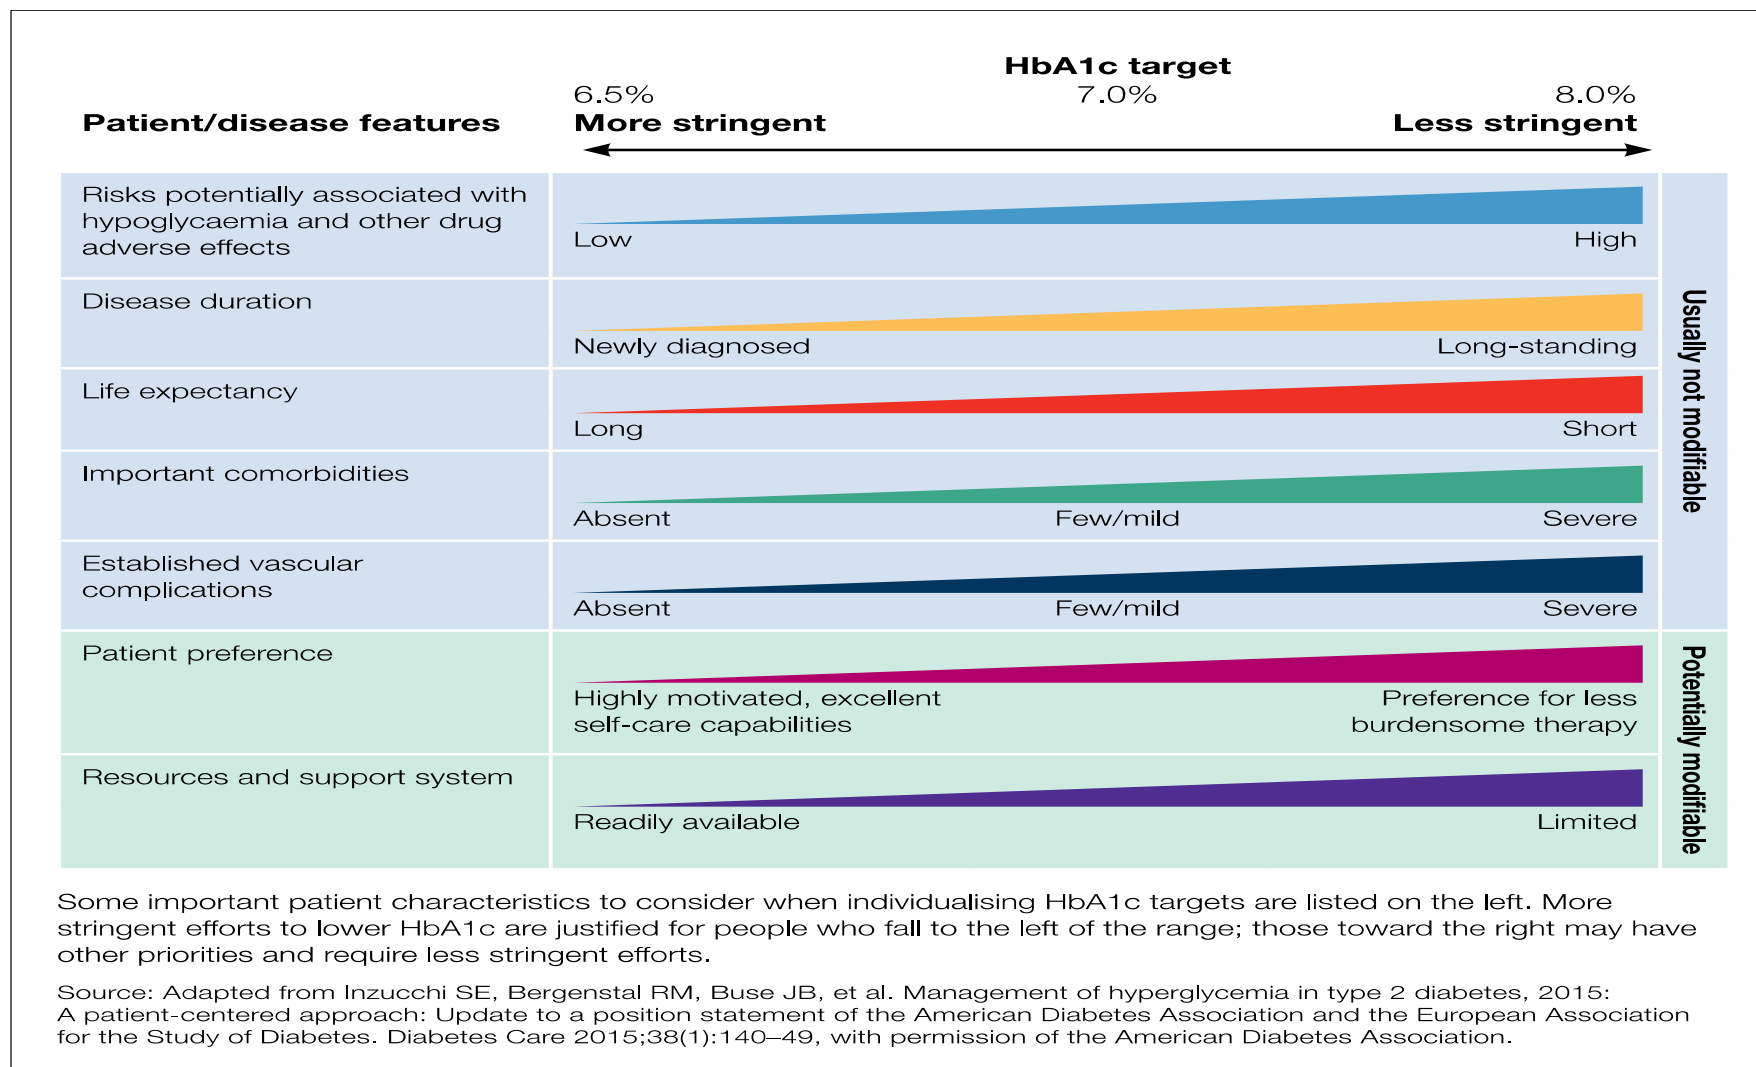 HbA1c target
6.5% 7.0% 8.0%
Patient/disease features More stringent Less stringent
Risks potentially associated with
hypoglycaemia and other drug
adverse effects
Low High
Disease duration
Newly diagnosed Long-standing
Life expectancy
Long Short
Important comorbidities
Absent Few/mild Severe
Established vascular
complications
Absent Few/mild Severe
Usually not modifiable
Patient preference
Highly motivated, excellent Preference for less
self-care capabilities burdensome therapy
Resources and support system
Readily available Limited
Potentially modifiable
Some important patient characteristics to consider when individualising HbA1c targets are listed on the left. More
stringent efforts to lower HbA1c are justified for people who fall to the left of the range; those toward the right may have
other priorities and require less stringent efforts.
Source: Adapted from Inzucchi SE, Bergenstal RM, Buse JB, et al. Management of hyperglycemia in type 2 diabetes, 2015:
A patient-centered approach: Update to a position statement of the American Diabetes Association and the European Association
for the Study of Diabetes. Diabetes Care 2015;38(1):140–49, with permission of the American Diabetes Association.